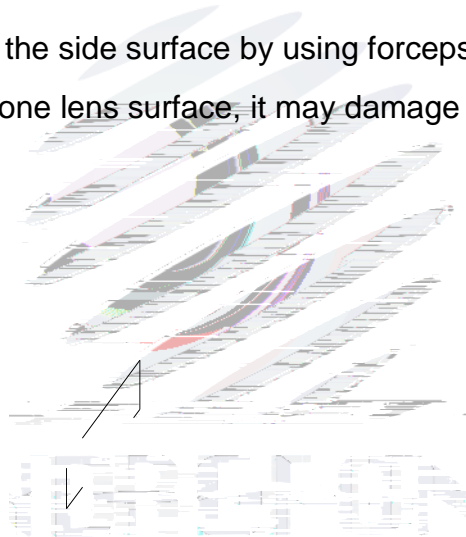 the side surface by using forceps
one lens surface, it may damage